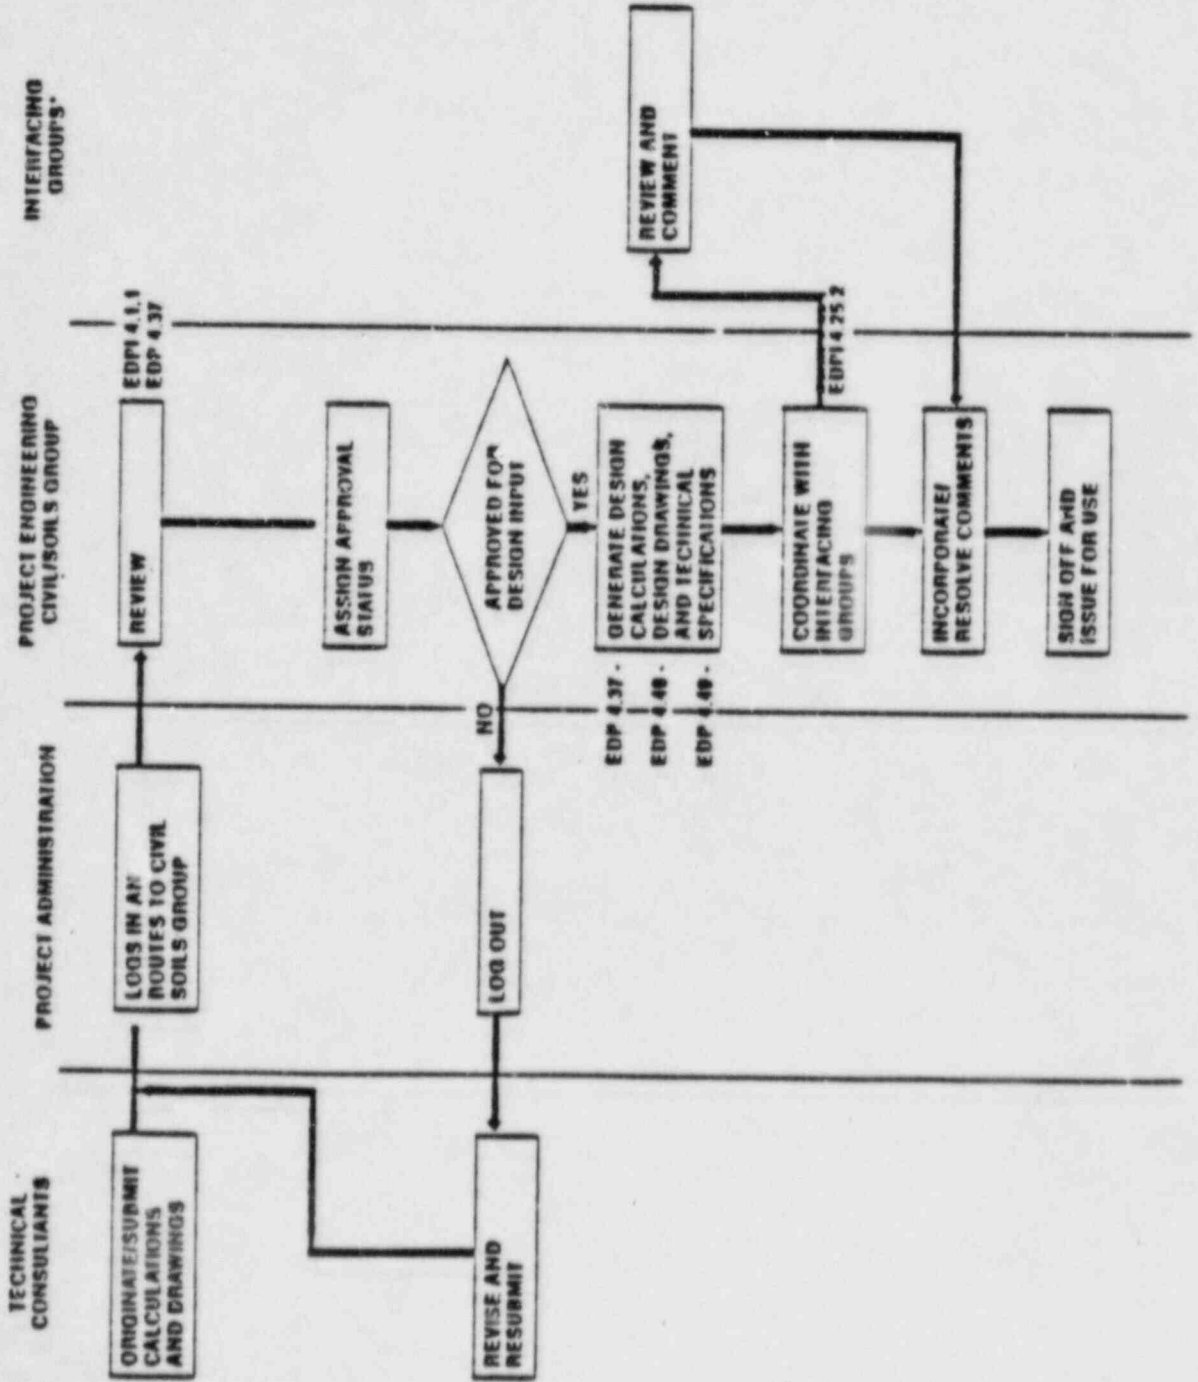 TECHNICAL
CONSULTANTS
PROJECT ADMINISTRATION
PROJECT ENGINEERING
CIVIL/SOILS GROUP
INTERFACING
GROUPS*
ORIGINATE/SUBMIT
CALCULATIONS
AND DRAWINGS
LOGS IN AN
ROUTES TO CIVIL
SOILS GROUP
REVIEW
EDPI 4.1.1
EDP 4.37
ASSIGN APPROVAL
STATUS
APPROVED FOR
DESIGN INPUT
NO
YES
LOG OUT
REVISE AND
RESUBMIT
EDP 4.37 -
EDP 4.46 -
EDP 4.49 -
GENERATE DESIGN
CALCULATIONS,
DESIGN DRAWINGS,
AND TECHNICAL
SPECIFICATIONS
REVIEW AND
COMMENT
COORDINATE WITH
INTERFACING
GROUPS
EDPI 4.25.2
INCORPORATE/
RESOLVE COMMENTS
SIGN OFF AND
ISSUE FOR USE